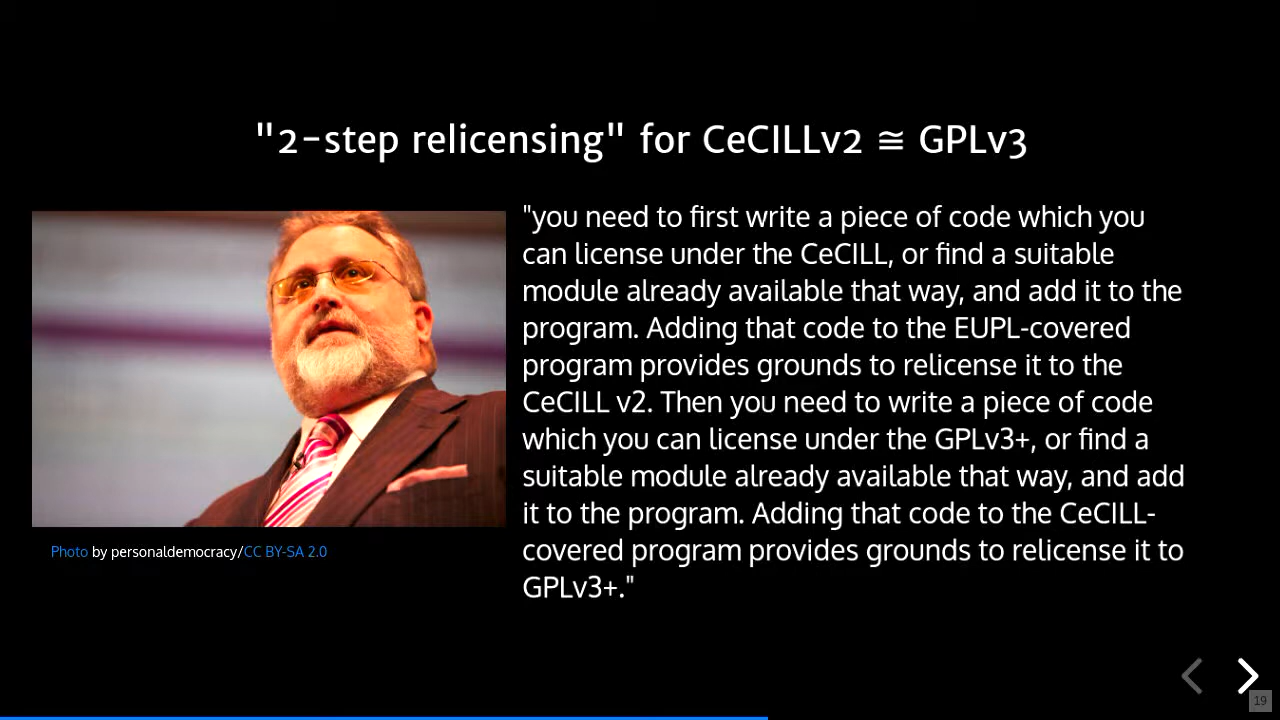 "2-step relicensing" for CeCILLv2 ≅ GPLv3
"you need to first write a piece of code which you
can license under the CeCILL, or find a suitable
module already available that way, and add it to the
program. Adding that code to the EUPL-covered
program provides grounds to relicense it to the
CeCILL v2. Then you need to write a piece of code
which you can license under the GPLv3+, or find a
suitable module already available that way, and add
it to the program. Adding that code to the CeCILL-
covered program provides grounds to relicense it to
GPLv3+."
Photo by personaldemocracy/CC BY-SA 2.0
19